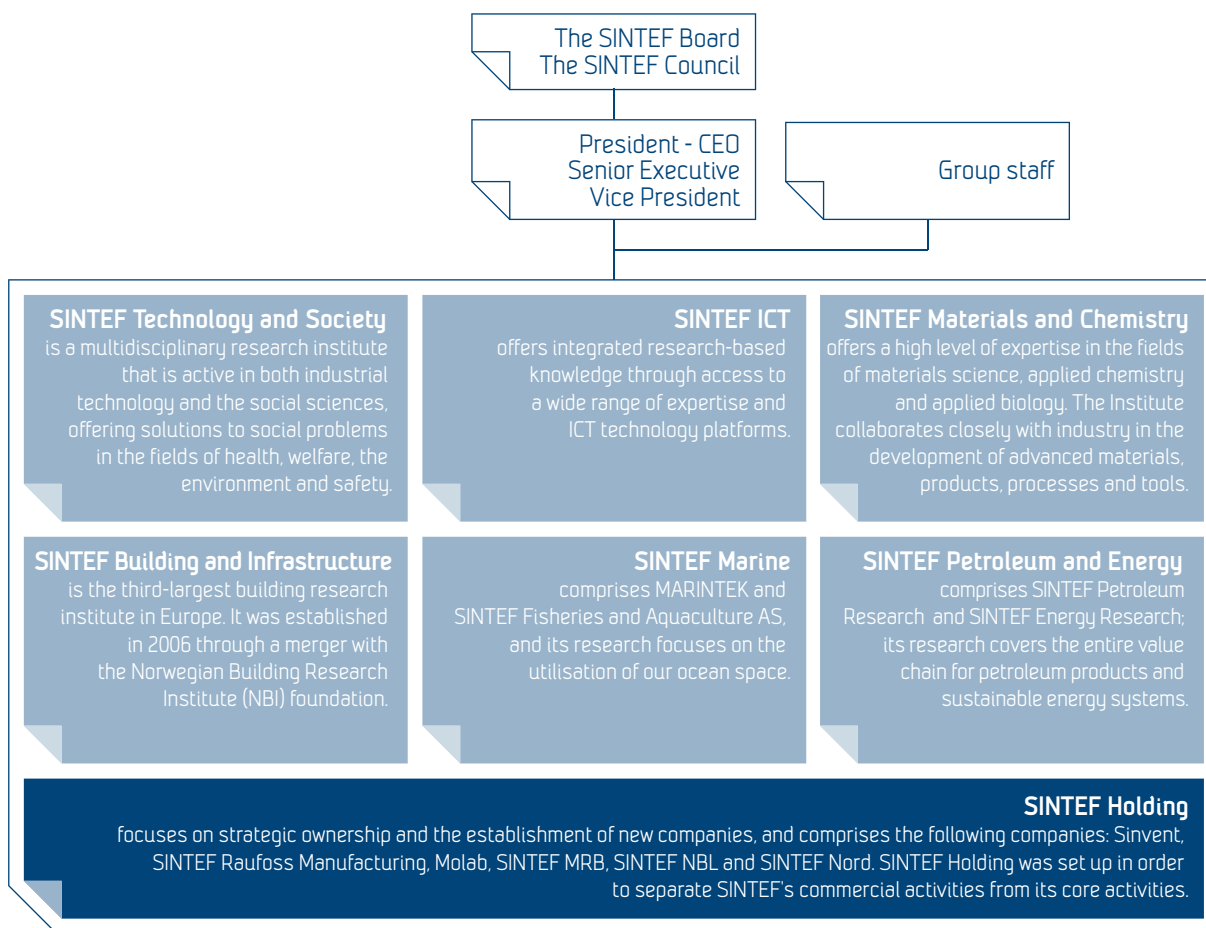 The SINTEF Board
The SINTEF Council
President - CEO
Senior Executive
Vice President
Group staff
SINTEF Technology and Society
is a multidisciplinary research institute
that is active in both industrial
technology and the social sciences,
offering solutions to social problems
in the fields of health, welfare, the
environment and safety.
SINTEF ICT
offers integrated research-based
knowledge through access to
a wide range of expertise and
ICT technology platforms.
SINTEF Materials and Chemistry
offers a high level of expertise in the fields
of materials science, applied chemistry
and applied biology. The Institute
collaborates closely with industry in the
development of advanced materials,
products, processes and tools.
SINTEF Building and Infrastructure
is the third-largest building research
institute in Europe. It was established
in 2006 through a merger with
the Norwegian Building Research
Institute (NBI) foundation.
SINTEF Marine
comprises MARINTEK and
SINTEF Fisheries and Aquaculture AS,
and its research focuses on the
utilisation of our ocean space.
SINTEF Petroleum and Energy
comprises SINTEF Petroleum
Research and SINTEF Energy Research;
its research covers the entire value
chain for petroleum products and
sustainable energy systems.
SINTEF Holding
focuses on strategic ownership and the establishment of new companies, and comprises the following companies: Sinvent,
SINTEF Raufoss Manufacturing, Molab, SINTEF MRB, SINTEF NBL and SINTEF Nord. SINTEF Holding was set up in order
to separate SINTEF's commercial activities from its core activities.